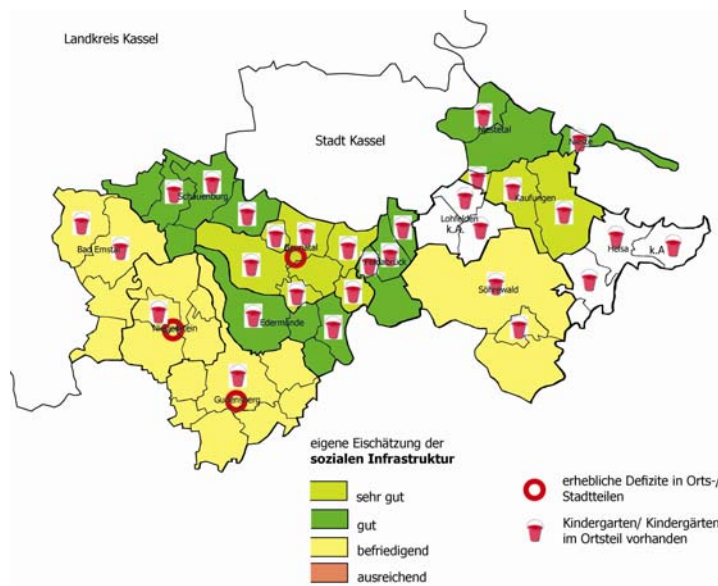 Landkreis Kassel
Stadt Kassel
Niestetal
Nieste
Schauenburg
Kaufungen
Lohfelden
k.A.
Helsa
k.A
Bad Emstal
Baunatal
Fuldabrück
Söhrewald
Edermünde
Niedenstein
Gudensberg
eigene Eischätzung der
sozialen Infrastruktur
sehr gut
gut
befriedigend
ausreichend
erhebliche Defizite in Orts-/
Stadtteilen
Kindergarten/ Kindergärten
im Ortsteil vorhanden